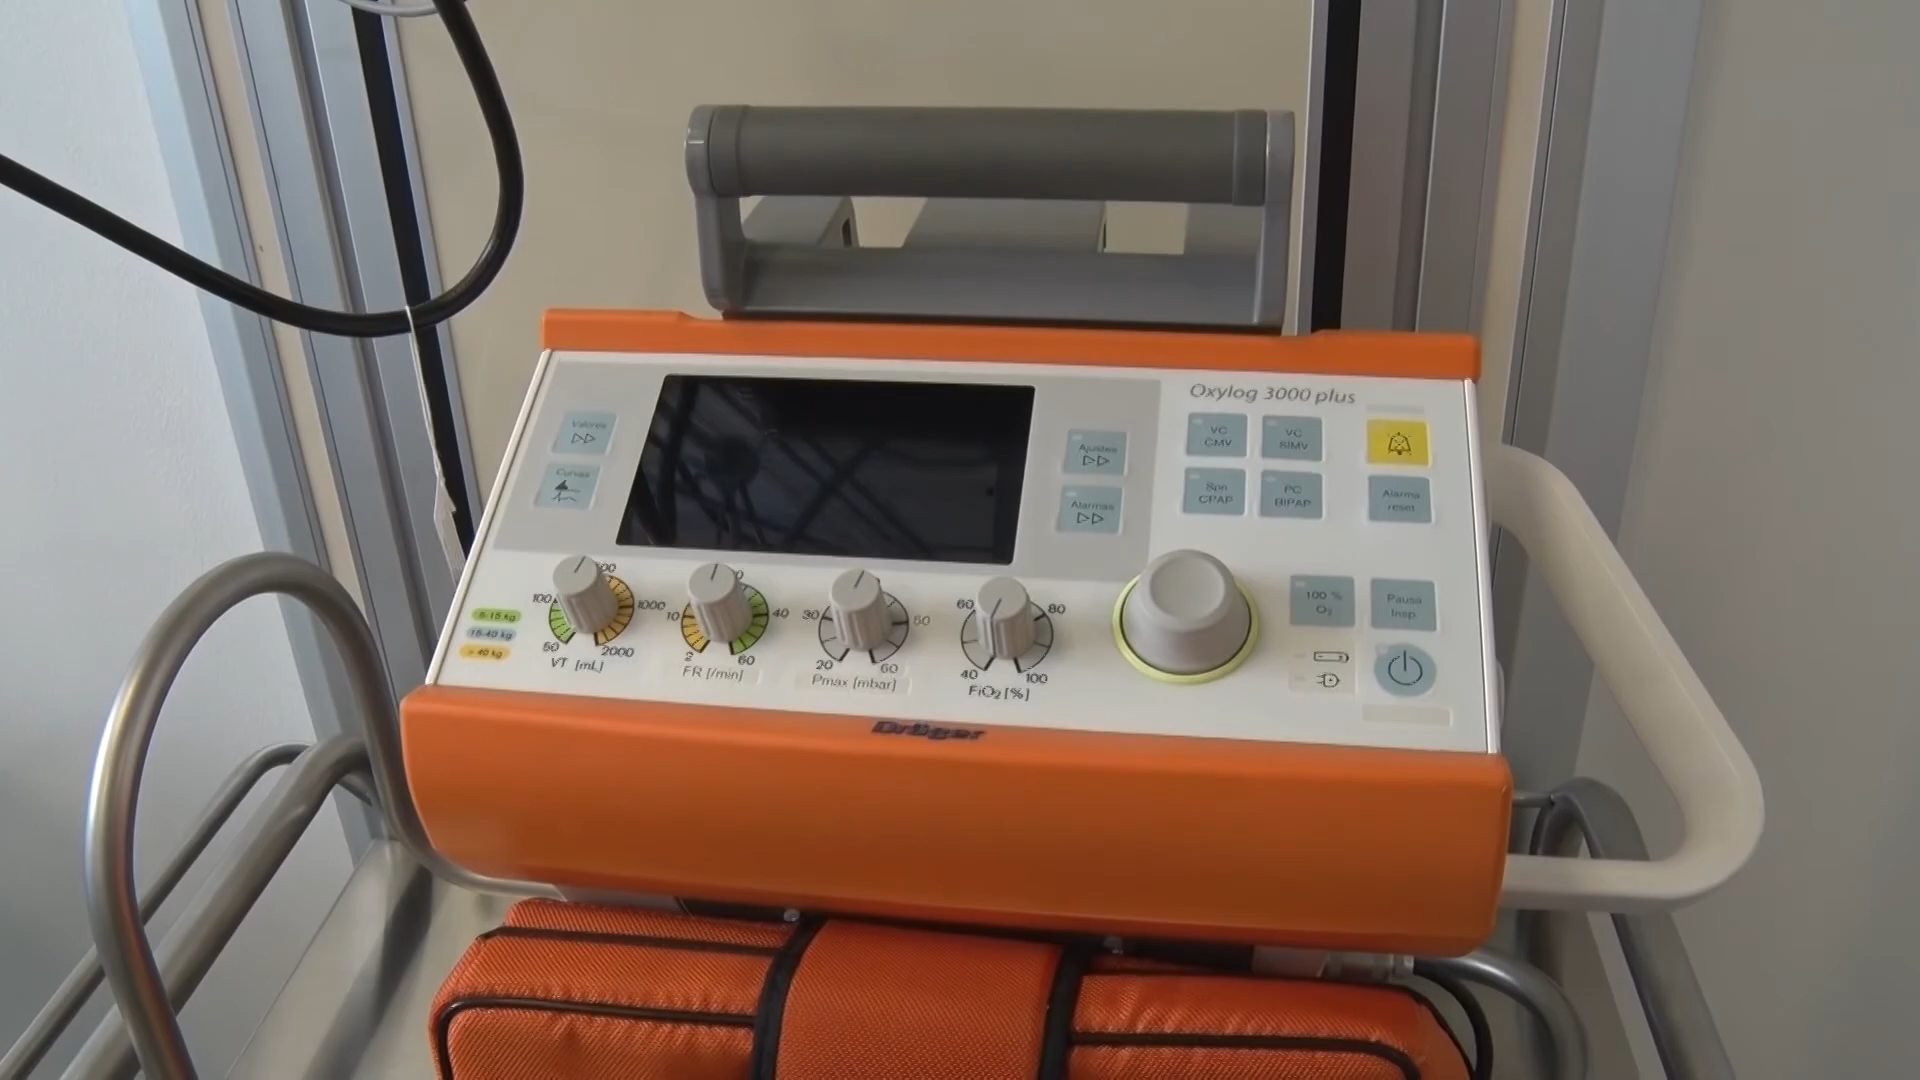 Oxylog 3000 plus
Valores
Curvas
Ajustes
Alarmas
VC
CMV
VC
SIMV
Spn
CPAP
PC
BIPAP
Alarma
reset
100 %
O2
Pausa
Insp.
5-15 kg
15-40 kg
> 40 kg
50
100
1000
2000
VT [mL]
2
10
40
60
FR [/min]
20
30
50
60
Pmax [mbar]
40
60
80
100
FiO2 [%]
Dräger